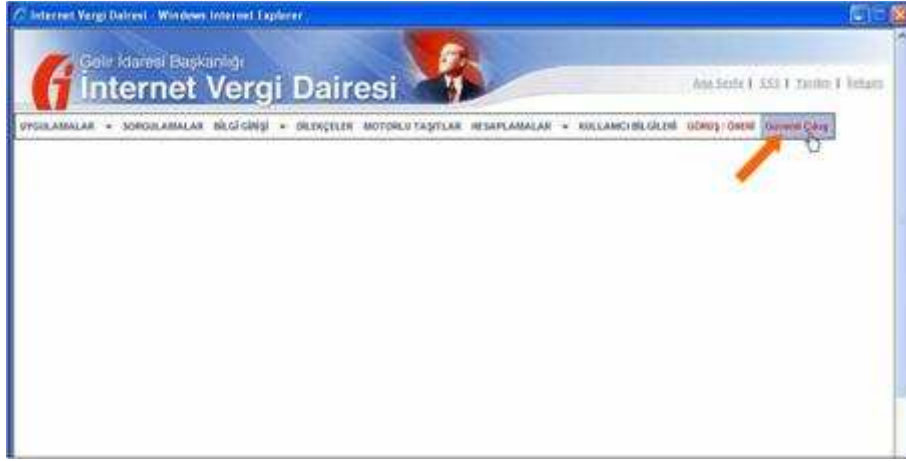 Internet Vergi Dairesi - Windows Internet Explorer
Gelir İdaresi Başkanlığı
İnternet Vergi Dairesi
Ana Sayfa | SSS | Yardım | İletişim
UYGULAMALAR SORGULAMALAR BİLGİ GİRİŞİ DİLEKÇELER MOTORLU TAŞITLAR HESAPLAMALAR KULLANICI BİLGİLERİ GÖRÜŞ / ÖNERİ Güvenli Çıkış